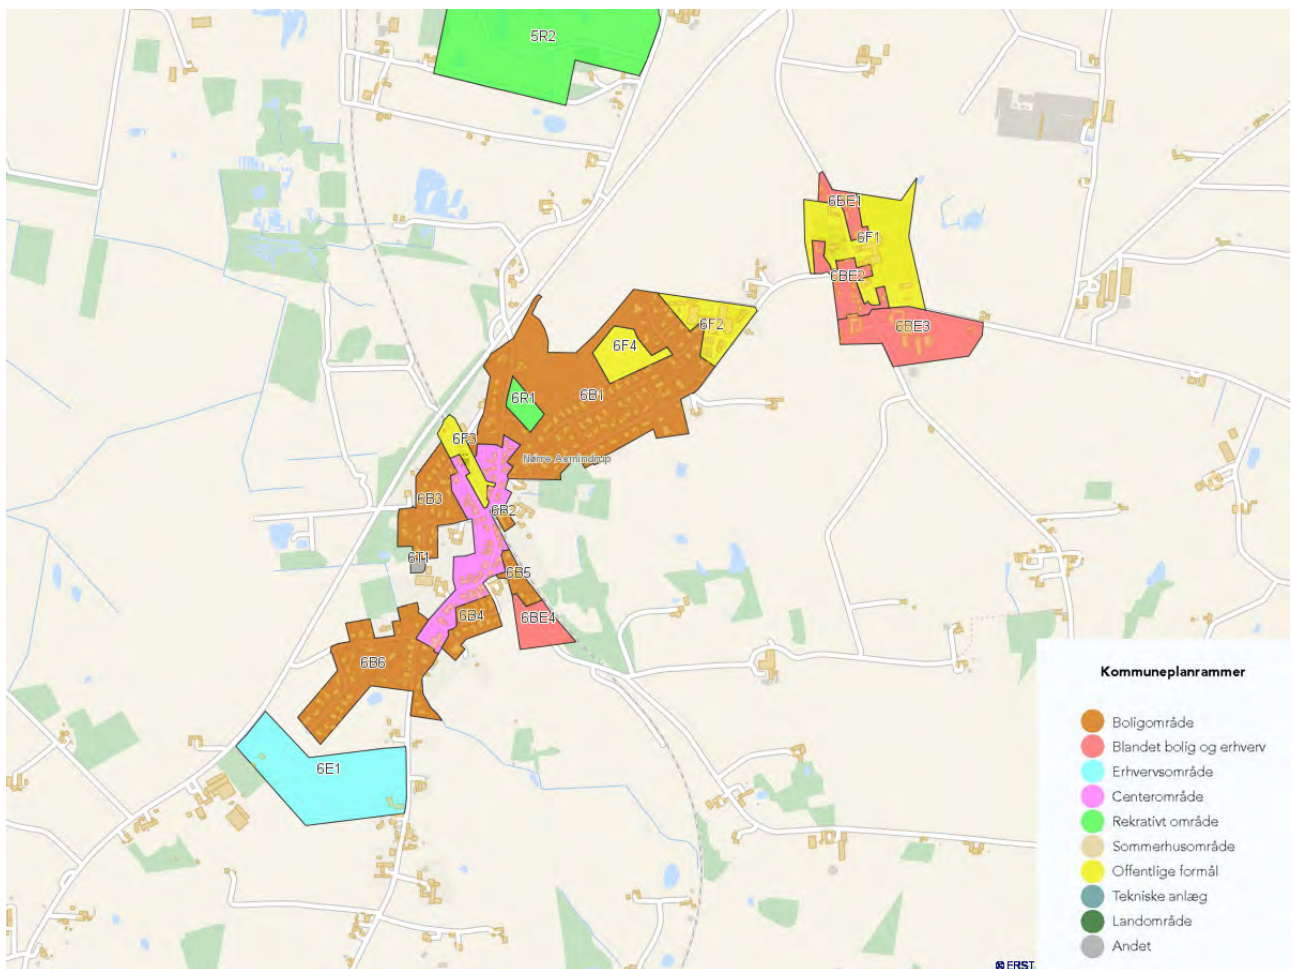 5R2
6BE1
6F1
6BE2
6BE3
6F2
6F4
6B1
6R1
6F3
Nørre Asmindrup
6B3
6B2
6T1
6B5
6B4
6BE4
6B6
6E1
Kommuneplanrammer
Boligområde
Blandet bolig og erhverv
Erhvervsområde
Centerområde
Rekrativt område
Sommerhusområde
Offentlige formål
Tekniske anlæg
Landområde
Andet
© ERST,